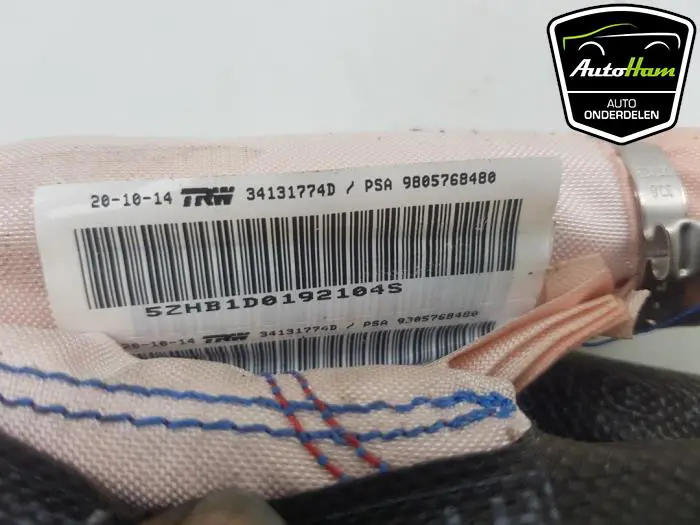 AutoHam
AUTO
ONDERDELEN
20-10-14 TRW 34131774D / PSA 9805768480
5ZHB1D0192104S
20-10-14 TRW 34131774D / PSA 9805768480